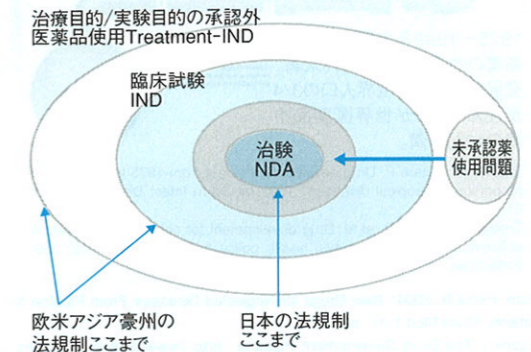 治療目的/実験目的の承認外
医薬品使用Treatment-IND
臨床試験
IND
治験
NDA
未承認薬
使用問題
欧米アジア豪州の
法規制ここまで
日本の法規制
ここまで